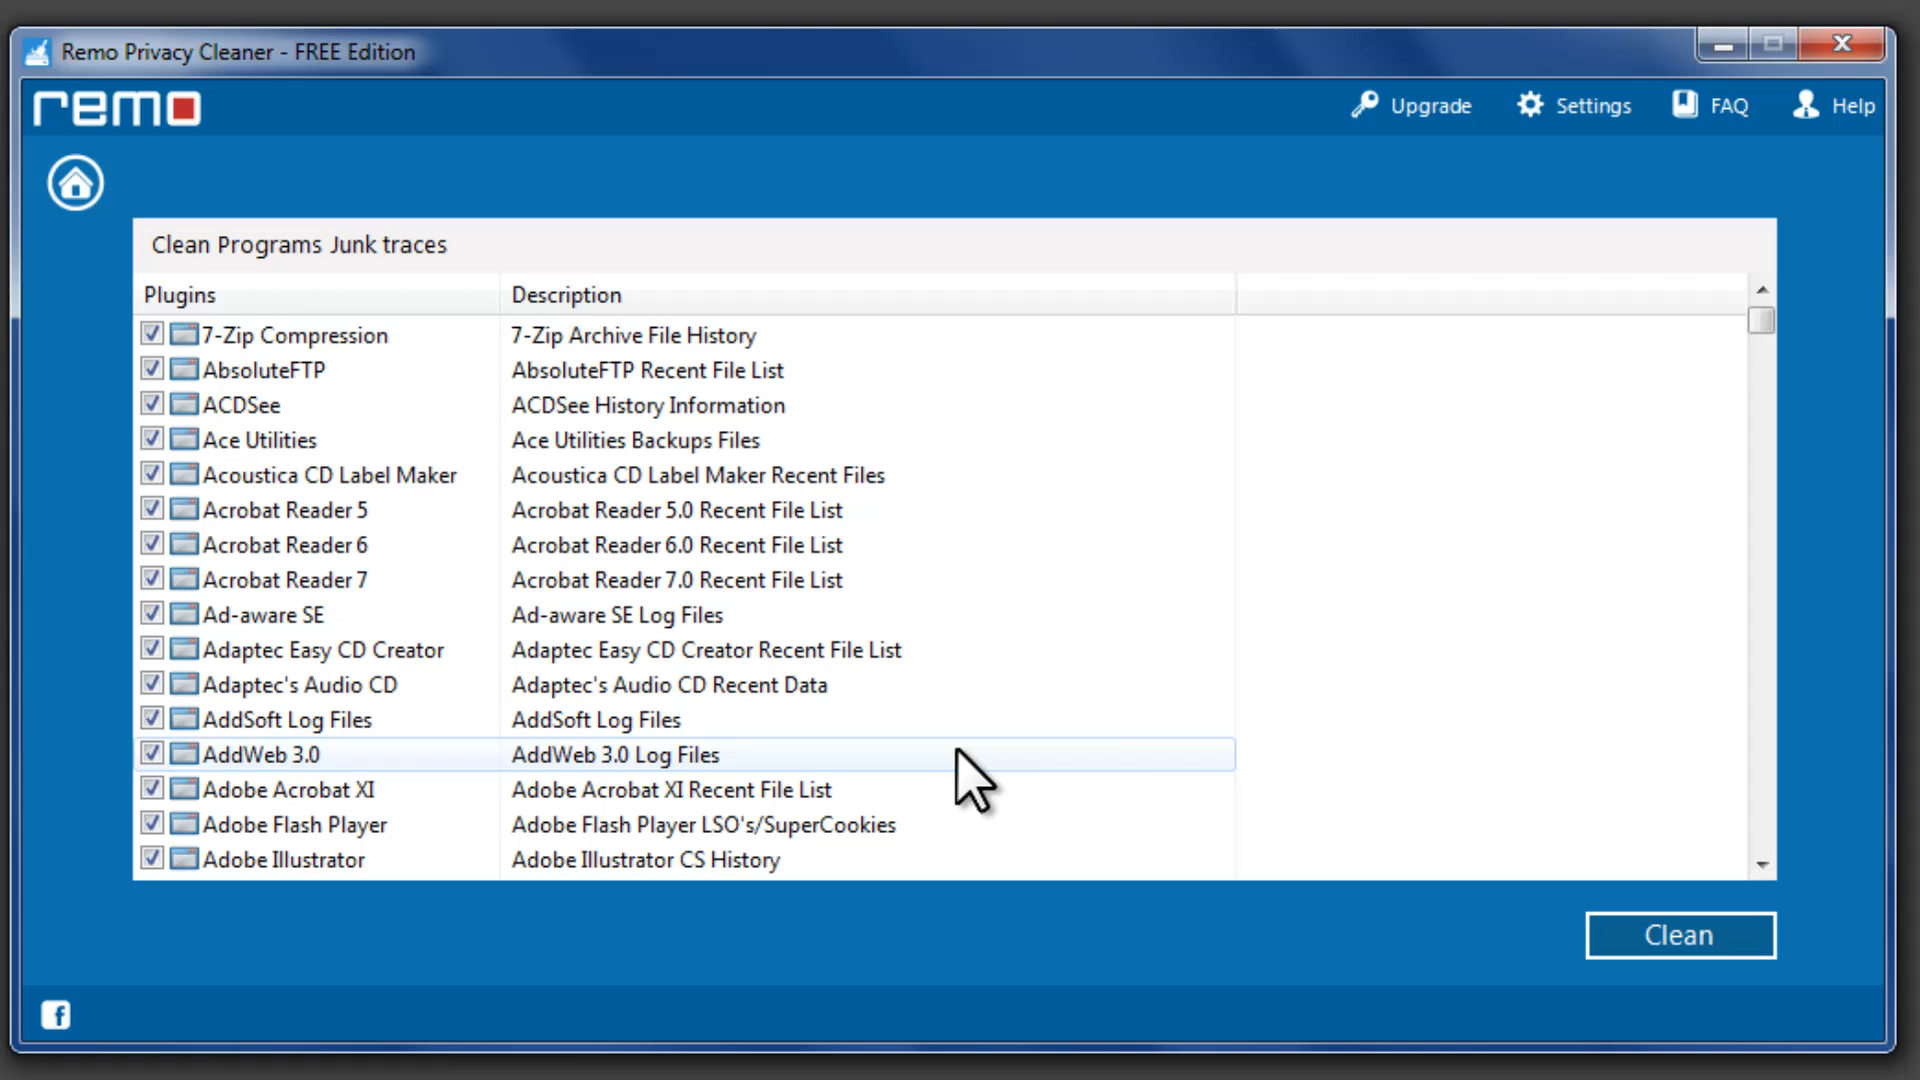 Remo Privacy Cleaner - FREE Edition
remo
Upgrade Settings FAQ Help
Clean Programs Junk traces
Plugins Description
7-Zip Compression 7-Zip Archive File History
AbsoluteFTP AbsoluteFTP Recent File List
ACDSee ACDSee History Information
Ace Utilities Ace Utilities Backups Files
Acoustica CD Label Maker Acoustica CD Label Maker Recent Files
Acrobat Reader 5 Acrobat Reader 5.0 Recent File List
Acrobat Reader 6 Acrobat Reader 6.0 Recent File List
Acrobat Reader 7 Acrobat Reader 7.0 Recent File List
Ad-aware SE Ad-aware SE Log Files
Adaptec Easy CD Creator Adaptec Easy CD Creator Recent File List
Adaptec's Audio CD Adaptec's Audio CD Recent Data
AddSoft Log Files AddSoft Log Files
AddWeb 3.0 AddWeb 3.0 Log Files
Adobe Acrobat XI Adobe Acrobat XI Recent File List
Adobe Flash Player Adobe Flash Player LSO's/SuperCookies
Adobe Illustrator Adobe Illustrator CS History
Clean
f